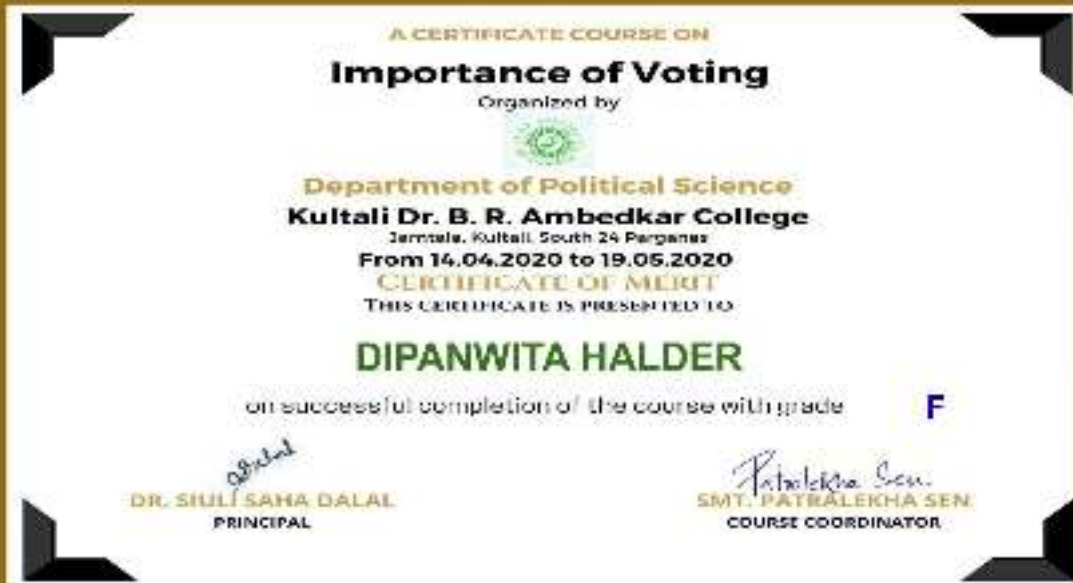 A CERTIFICATE COURSE ON
Importance of Voting
Organized by
Department of Political Science
Kultali Dr. B. R. Ambedkar College
Jamtala, Kultali, South 24 Parganas
From 14.04.2020 to 19.05.2020
CERTIFICATE OF MERIT
THIS CERTIFICATE IS PRESENTED TO
DIPANWITA HALDER
on successful completion of the course with grade F
Patralekha Sen.
DR. SIULI SAHA DALAL SMT. PATRALEKHA SEN
PRINCIPAL COURSE COORDINATOR